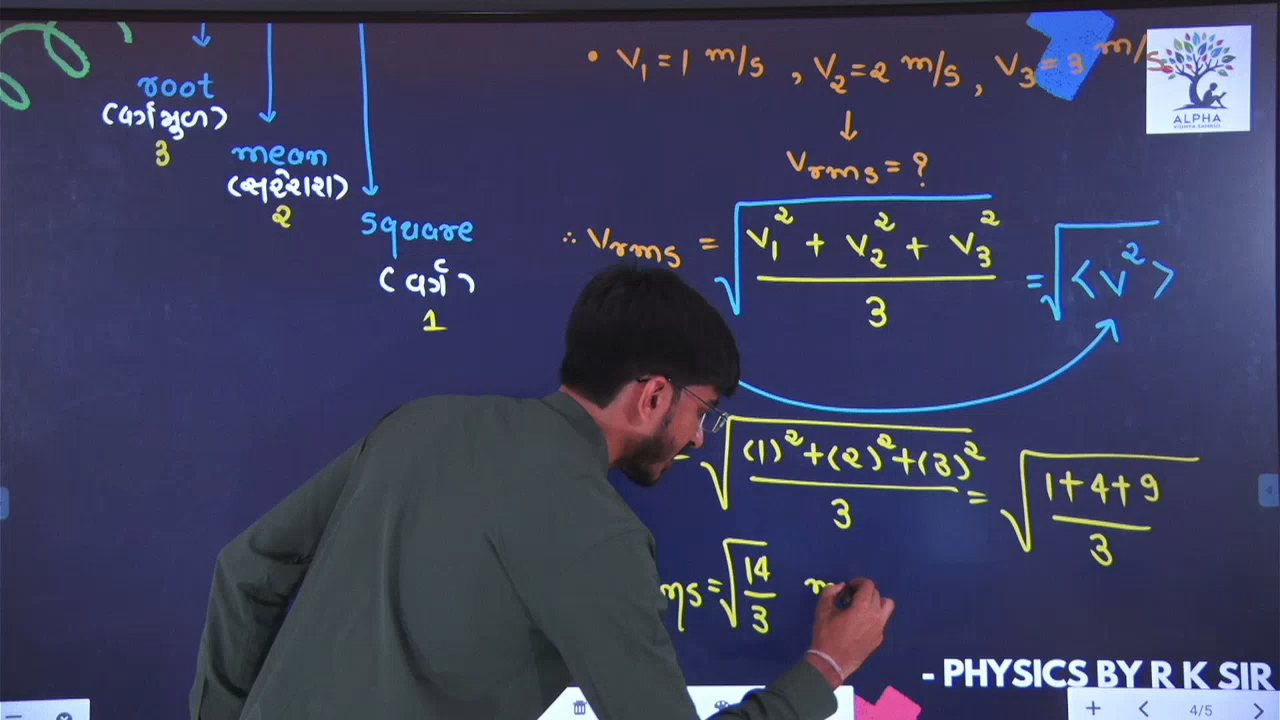 root
(વર્ગમુળ)
3
mean
(સરેરાશ)
2
square
(વર્ગ)
1
• V₁ = 1 m/s , V₂ = 2 m/s , V₃ = 3 m/s
↓
Vrms = ?
∴ Vrms = √((V₁² + V₂² + V₃²)/3) = √⟨V²⟩
= √(((1)² + (2)² + (3)²)/3) = √((1 + 4 + 9)/3)
ms = √(14/3) m
ALPHA
VIDHYA SANKUL
- PHYSICS BY R K SIR
4/5